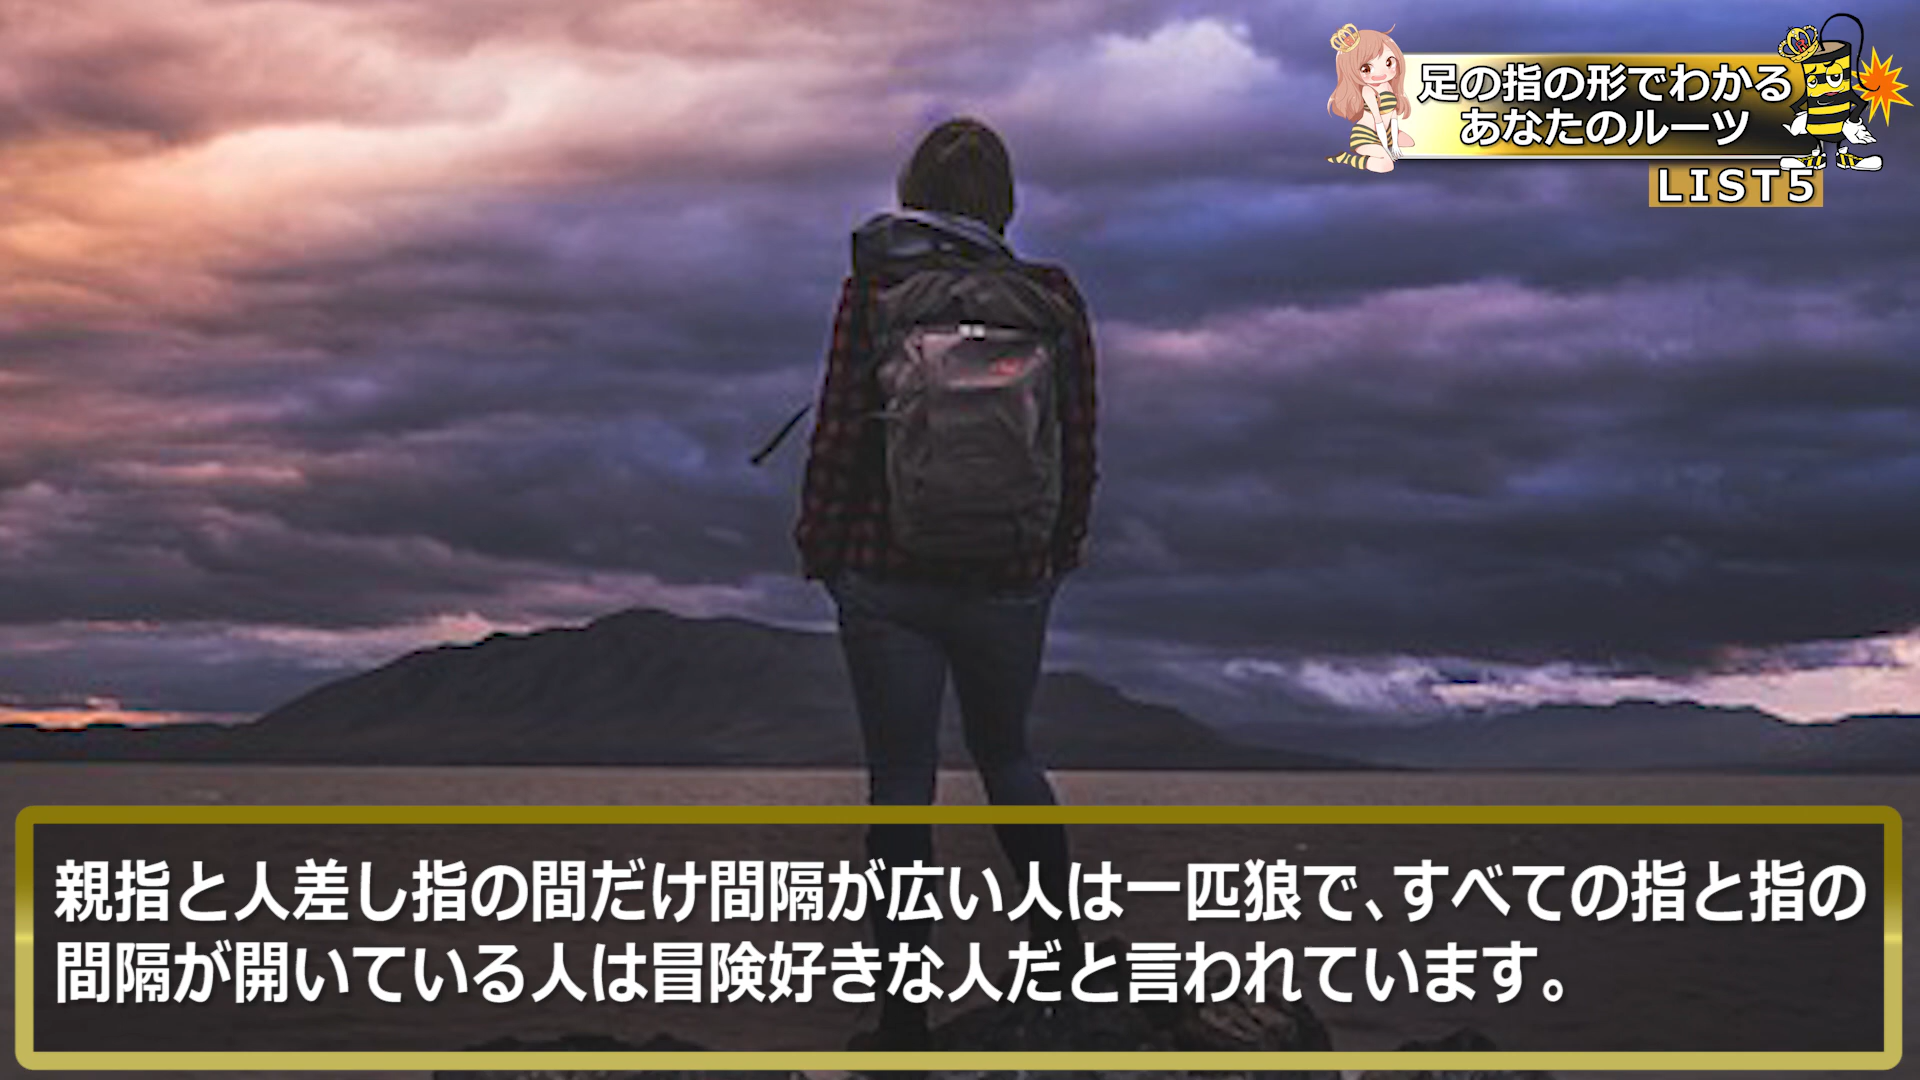 足の指の形でわかる
あなたのルーツ
LIST5
親指と人差し指の間だけ間隔が広い人は一匹狼で、すべての指と指の
間隔が開いている人は冒険好きな人だと言われています。